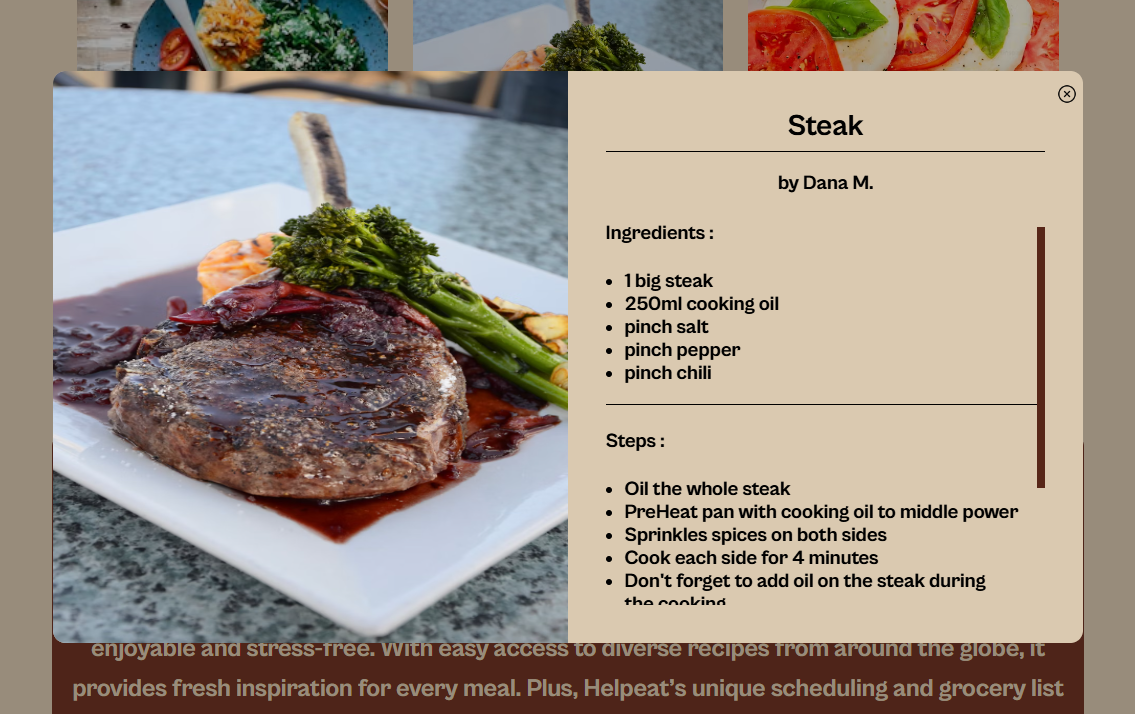 Steak
by Dana M.
Ingredients :
• 1 big steak
• 250ml cooking oil
• pinch salt
• pinch pepper
• pinch chili
Steps :
• Oil the whole steak
• PreHeat pan with cooking oil to middle power
• Sprinkles spices on both sides
• Cook each side for 4 minutes
• Don't forget to add oil on the steak during
the cooking
enjoyable and stress-free. With easy access to diverse recipes from around the globe, it
provides fresh inspiration for every meal. Plus, Helpeat’s unique scheduling and grocery list